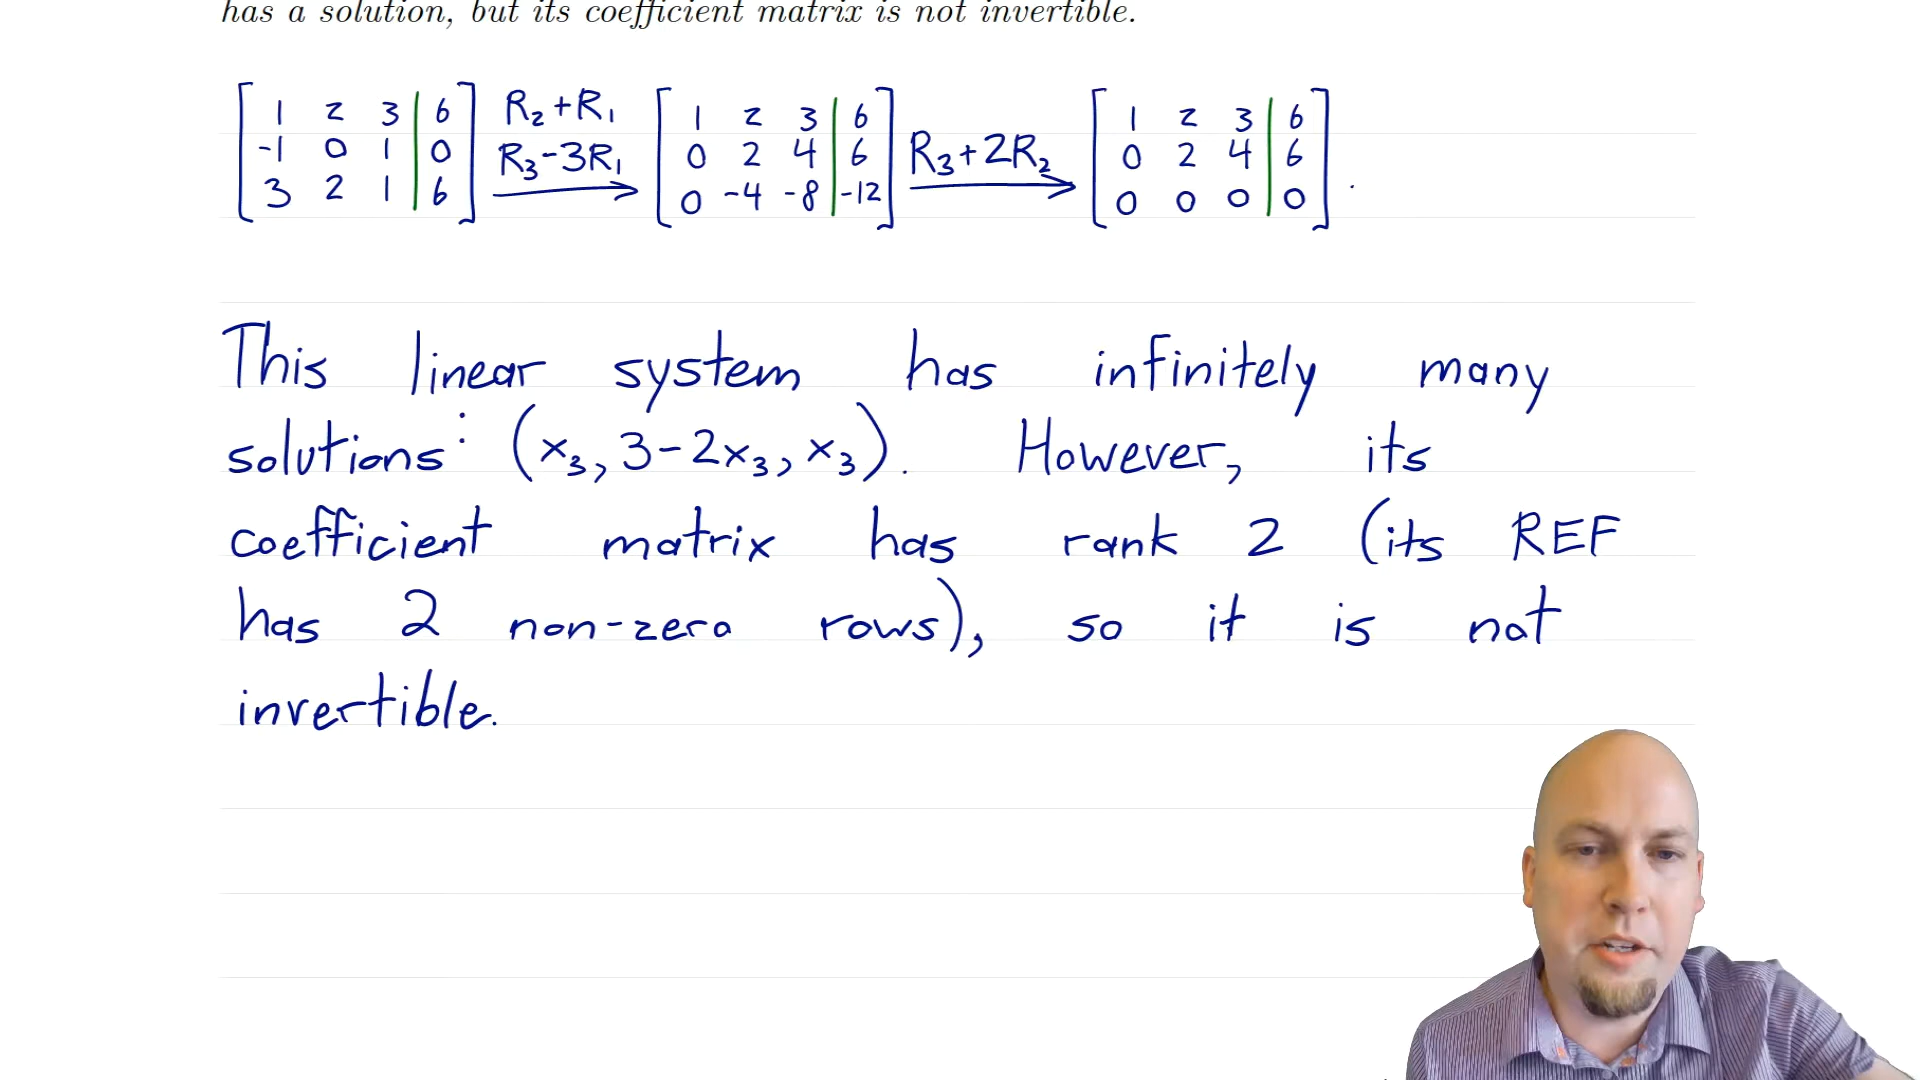 has a solution, but its coefficient matrix is not invertible.
[ 1 2 3 | 6 ] R₂+R₁ [ 1 2 3 | 6 ] [ 1 2 3 | 6 ]
[ -1 0 1 | 0 ] R₃-3R₁ [ 0 2 4 | 6 ] R₃+2R₂ [ 0 2 4 | 6 ]
[ 3 2 1 | 6 ] → [ 0 -4 -8 | -12 ] → [ 0 0 0 | 0 ] .
This linear system has infinitely many
solutions: (x₃, 3-2x₃, x₃). However, its
coefficient matrix has rank 2 (its REF
has 2 non-zero rows), so it is not
invertible.